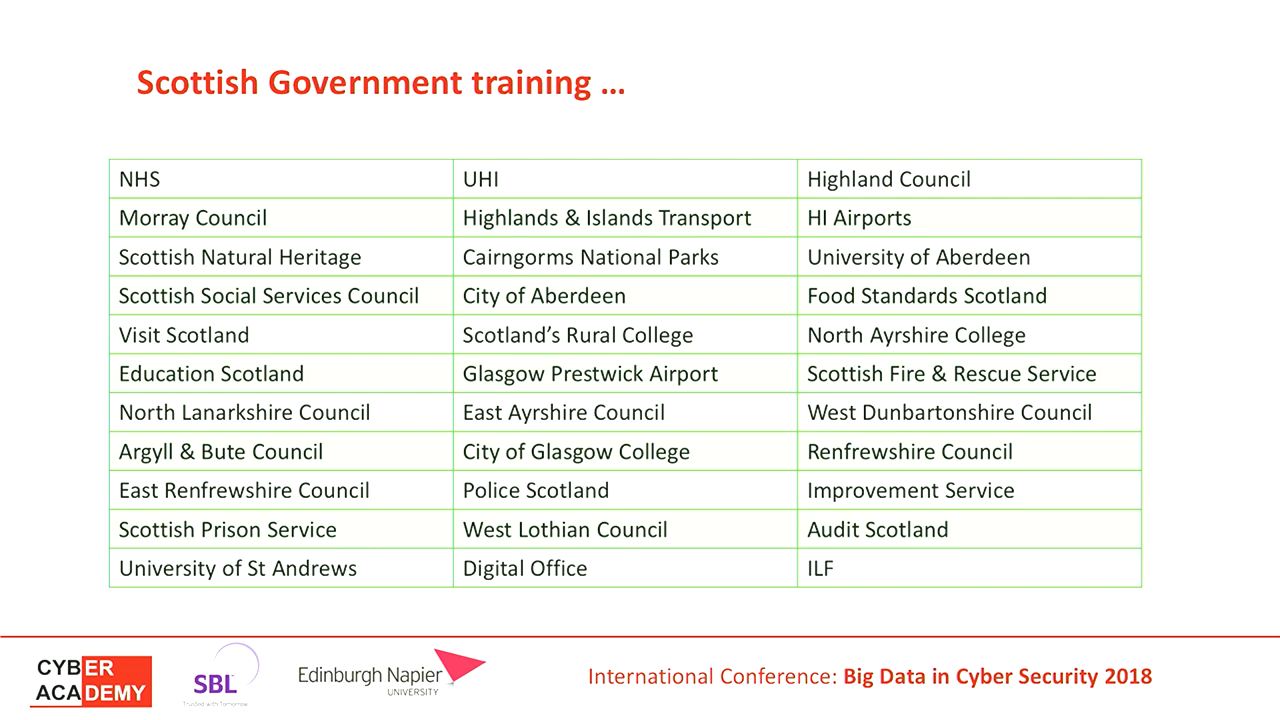 Scottish Government training ...
NHS UHI Highland Council
Morray Council Highlands & Islands Transport HI Airports
Scottish Natural Heritage Cairngorms National Parks University of Aberdeen
Scottish Social Services Council City of Aberdeen Food Standards Scotland
Visit Scotland Scotland’s Rural College North Ayrshire College
Education Scotland Glasgow Prestwick Airport Scottish Fire & Rescue Service
North Lanarkshire Council East Ayrshire Council West Dunbartonshire Council
Argyll & Bute Council City of Glasgow College Renfrewshire Council
East Renfrewshire Council Police Scotland Improvement Service
Scottish Prison Service West Lothian Council Audit Scotland
University of St Andrews Digital Office ILF
CYBER
ACADEMY
SBL
Trusted with Tomorrow
Edinburgh Napier
UNIVERSITY
International Conference: Big Data in Cyber Security 2018